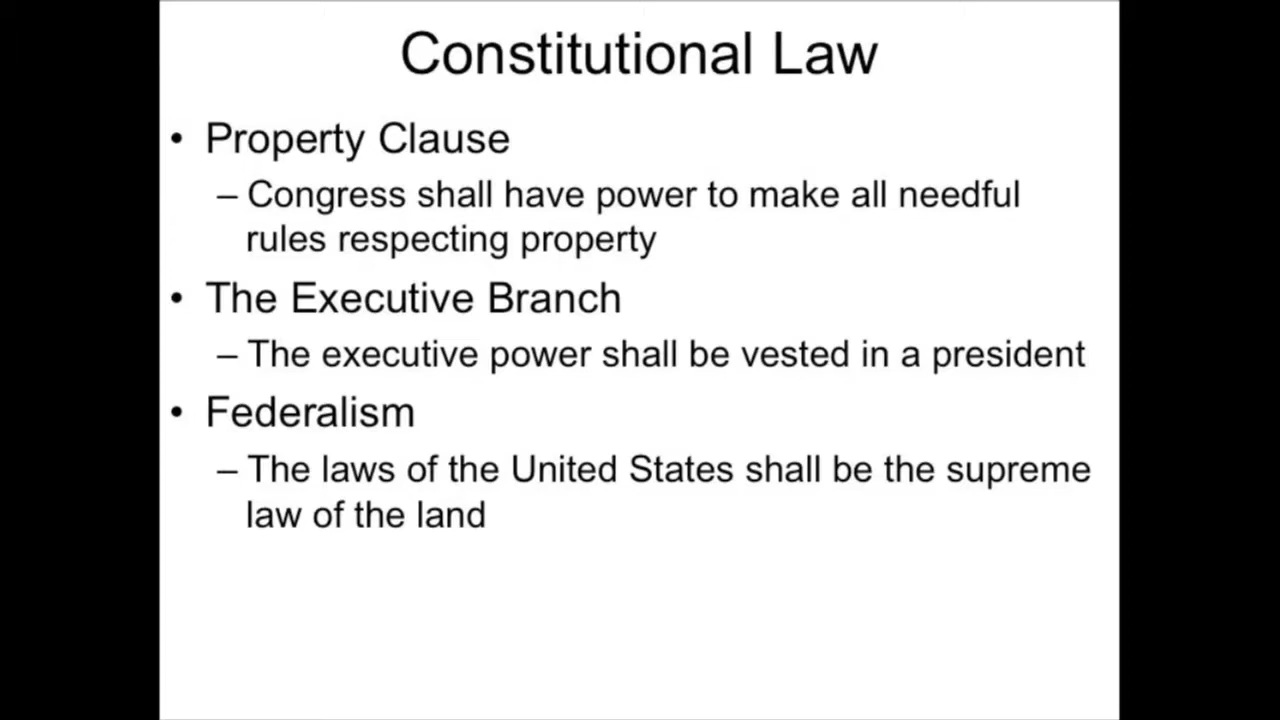 Constitutional Law
• Property Clause
– Congress shall have power to make all needful
rules respecting property
• The Executive Branch
– The executive power shall be vested in a president
• Federalism
– The laws of the United States shall be the supreme
law of the land